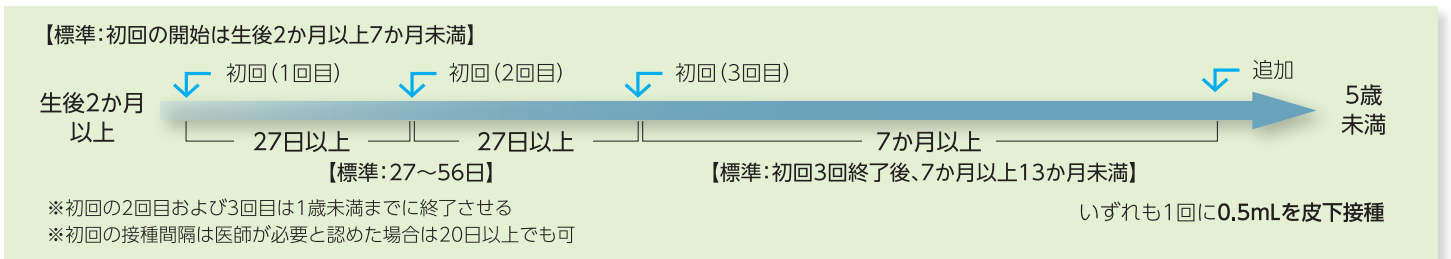 【標準：初回の開始は生後2か月以上7か月未満】
初回（1回目）
初回（2回目）
初回（3回目）
追加
生後2か月
以上
5歳
未満
27日以上
27日以上
7か月以上
【標準：27～56日】
【標準：初回3回終了後、7か月以上13か月未満】
※初回の2回目および3回目は1歳未満までに終了させる
いずれも1回に0.5mLを皮下接種
※初回の接種間隔は医師が必要と認めた場合は20日以上でも可